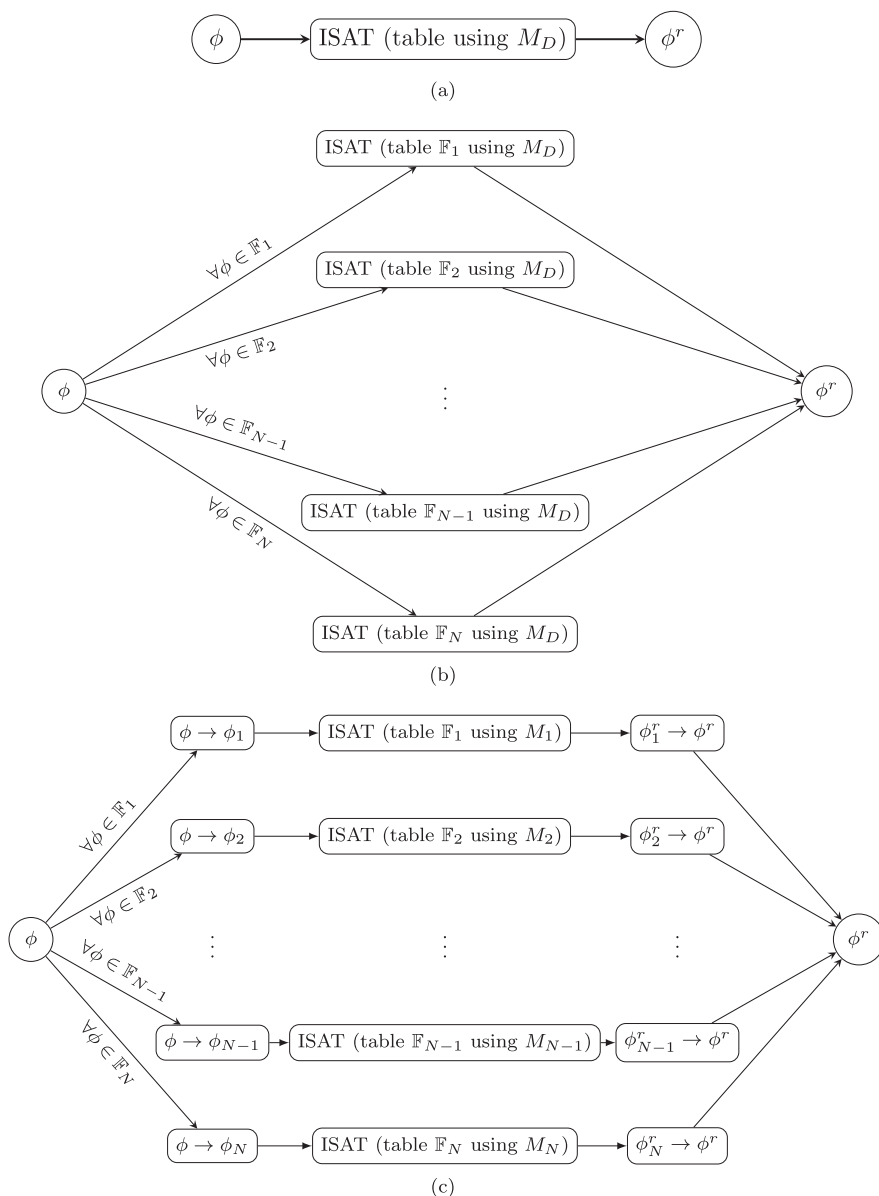 ϕ ISAT (table using M_D) ϕ^r
(a)
ISAT (table 𝔽_1 using M_D)
∀ϕ ∈ 𝔽_1
ISAT (table 𝔽_2 using M_D)
∀ϕ ∈ 𝔽_2
ϕ ⋮ ϕ^r
∀ϕ ∈ 𝔽_{N−1}
ISAT (table 𝔽_{N−1} using M_D)
∀ϕ ∈ 𝔽_N
ISAT (table 𝔽_N using M_D)
(b)
ϕ → ϕ_1 ISAT (table 𝔽_1 using M_1) ϕ_1^r → ϕ^r
∀ϕ ∈ 𝔽_1
ϕ → ϕ_2 ISAT (table 𝔽_2 using M_2) ϕ_2^r → ϕ^r
∀ϕ ∈ 𝔽_2
ϕ ⋮ ⋮ ⋮ ϕ^r
∀ϕ ∈ 𝔽_{N−1}
ϕ → ϕ_{N−1} ISAT (table 𝔽_{N−1} using M_{N−1}) ϕ_{N−1}^r → ϕ^r
∀ϕ ∈ 𝔽_N
ϕ → ϕ_N ISAT (table 𝔽_N using M_N) ϕ_N^r → ϕ^r
(c)